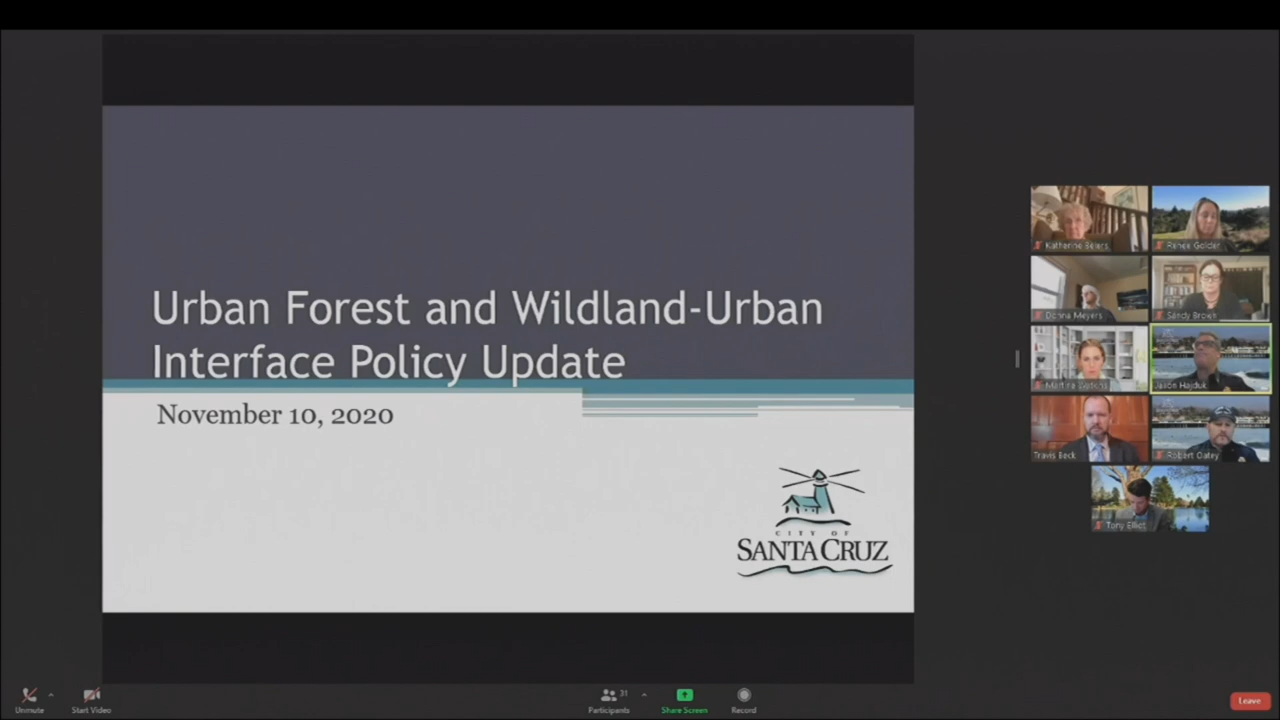 Urban Forest and Wildland-Urban
Interface Policy Update
November 10, 2020
CITY OF
SANTA CRUZ
Katherine Beiers
Renee Golder
Donna Meyers
Sandy Brown
Martine Watkins
Jason Hajduk
Travis Beck
Robert Oatey
Tony Elliot
Unmute
Start Video
31
Participants
Share Screen
Record
Leave